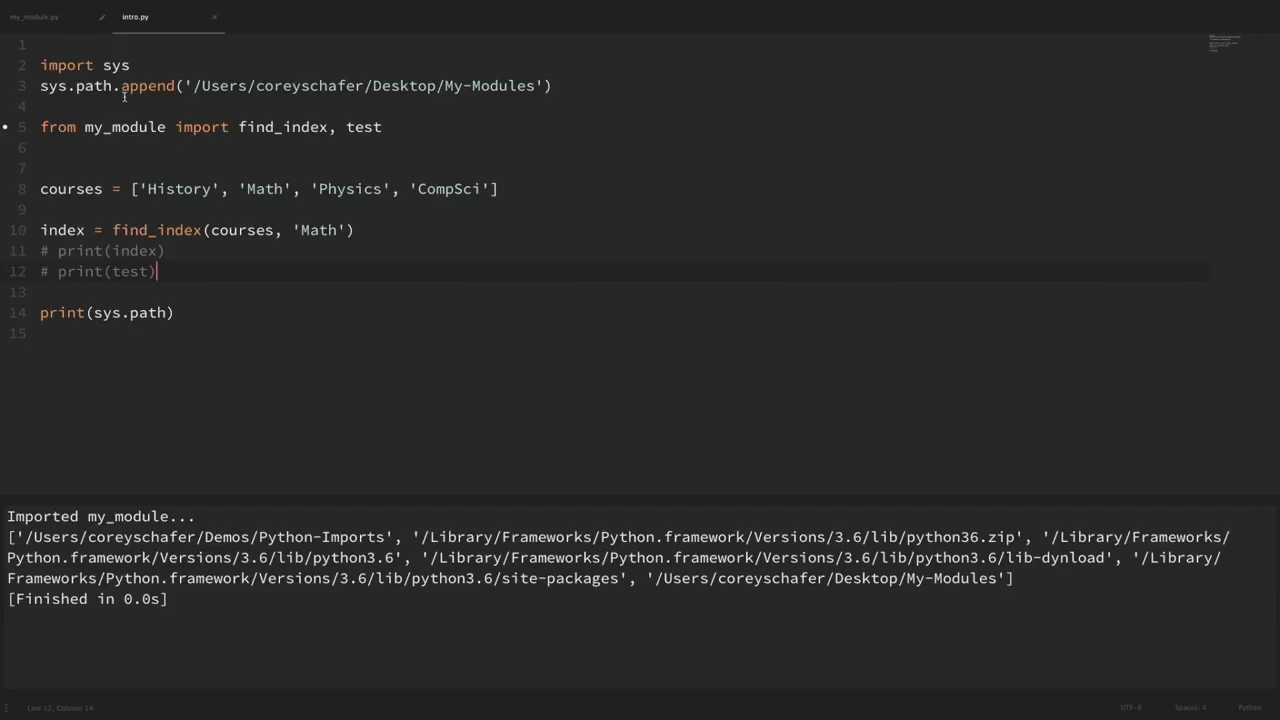 my_module.py
intro.py
1
2 import sys
3 sys.path.append('/Users/coreyschafer/Desktop/My-Modules')
4
5 from my_module import find_index, test
6
7
8 courses = ['History', 'Math', 'Physics', 'CompSci']
9
10 index = find_index(courses, 'Math')
11 # print(index)
12 # print(test)
13
14 print(sys.path)
15
Imported my_module...
['/Users/coreyschafer/Demos/Python-Imports', '/Library/Frameworks/Python.framework/Versions/3.6/lib/python36.zip', '/Library/Frameworks/
Python.framework/Versions/3.6/lib/python3.6', '/Library/Frameworks/Python.framework/Versions/3.6/lib/python3.6/lib-dynload', '/Library/
Frameworks/Python.framework/Versions/3.6/lib/python3.6/site-packages', '/Users/coreyschafer/Desktop/My-Modules']
[Finished in 0.0s]
Line 12, Column 14
UTF-8
Spaces: 4
Python